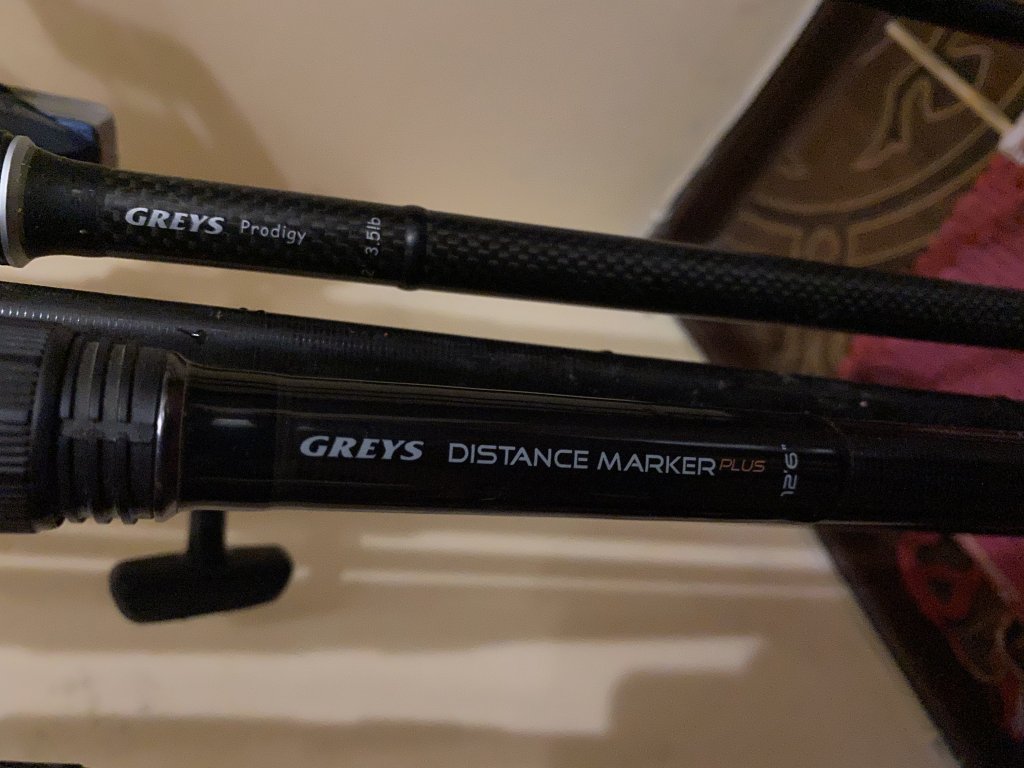 GREYS Prodigy 3.5lb
GREYS DISTANCE MARKER PLUS 12'6"